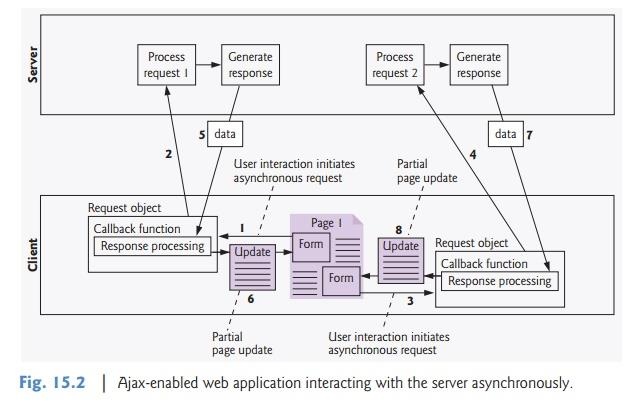 Server
Process
request 1
Generate
response
Process
request 2
Generate
response
5
data
data
7
2
4
User interaction initiates
asynchronous request
Partial
page update
Client
Request object
Callback function
Response processing
1
Update
6
Page 1
Form
Form
8
Update
3
Request object
Callback function
Response processing
Partial
page update
User interaction initiates
asynchronous request
Fig. 15.2 | Ajax-enabled web application interacting with the server asynchronously.